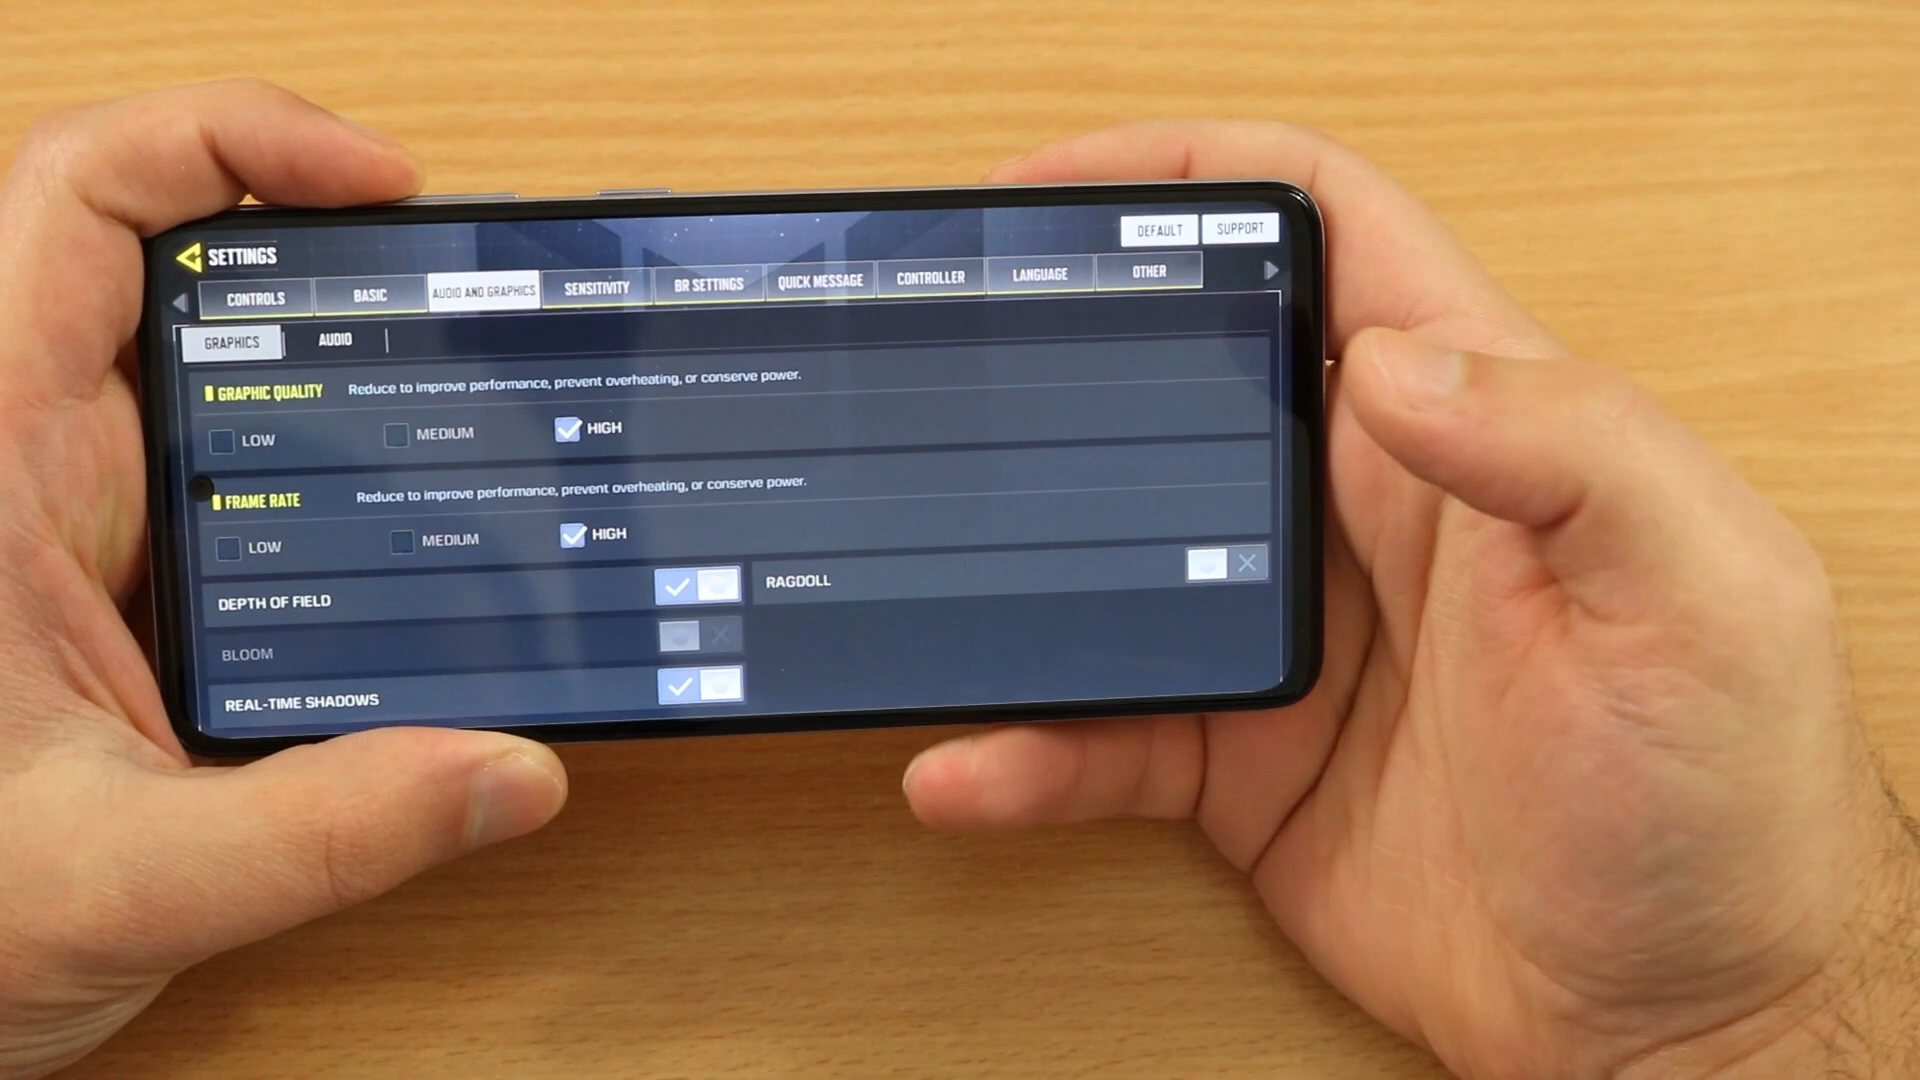 SETTINGS
DEFAULT
SUPPORT
CONTROLS
BASIC
AUDIO AND GRAPHICS
SENSITIVITY
BR SETTINGS
QUICK MESSAGE
CONTROLLER
LANGUAGE
OTHER
GRAPHICS
AUDIO
GRAPHIC QUALITY
Reduce to improve performance, prevent overheating, or conserve power.
LOW
MEDIUM
HIGH
FRAME RATE
Reduce to improve performance, prevent overheating, or conserve power.
LOW
MEDIUM
HIGH
DEPTH OF FIELD
RAGDOLL
BLOOM
REAL-TIME SHADOWS